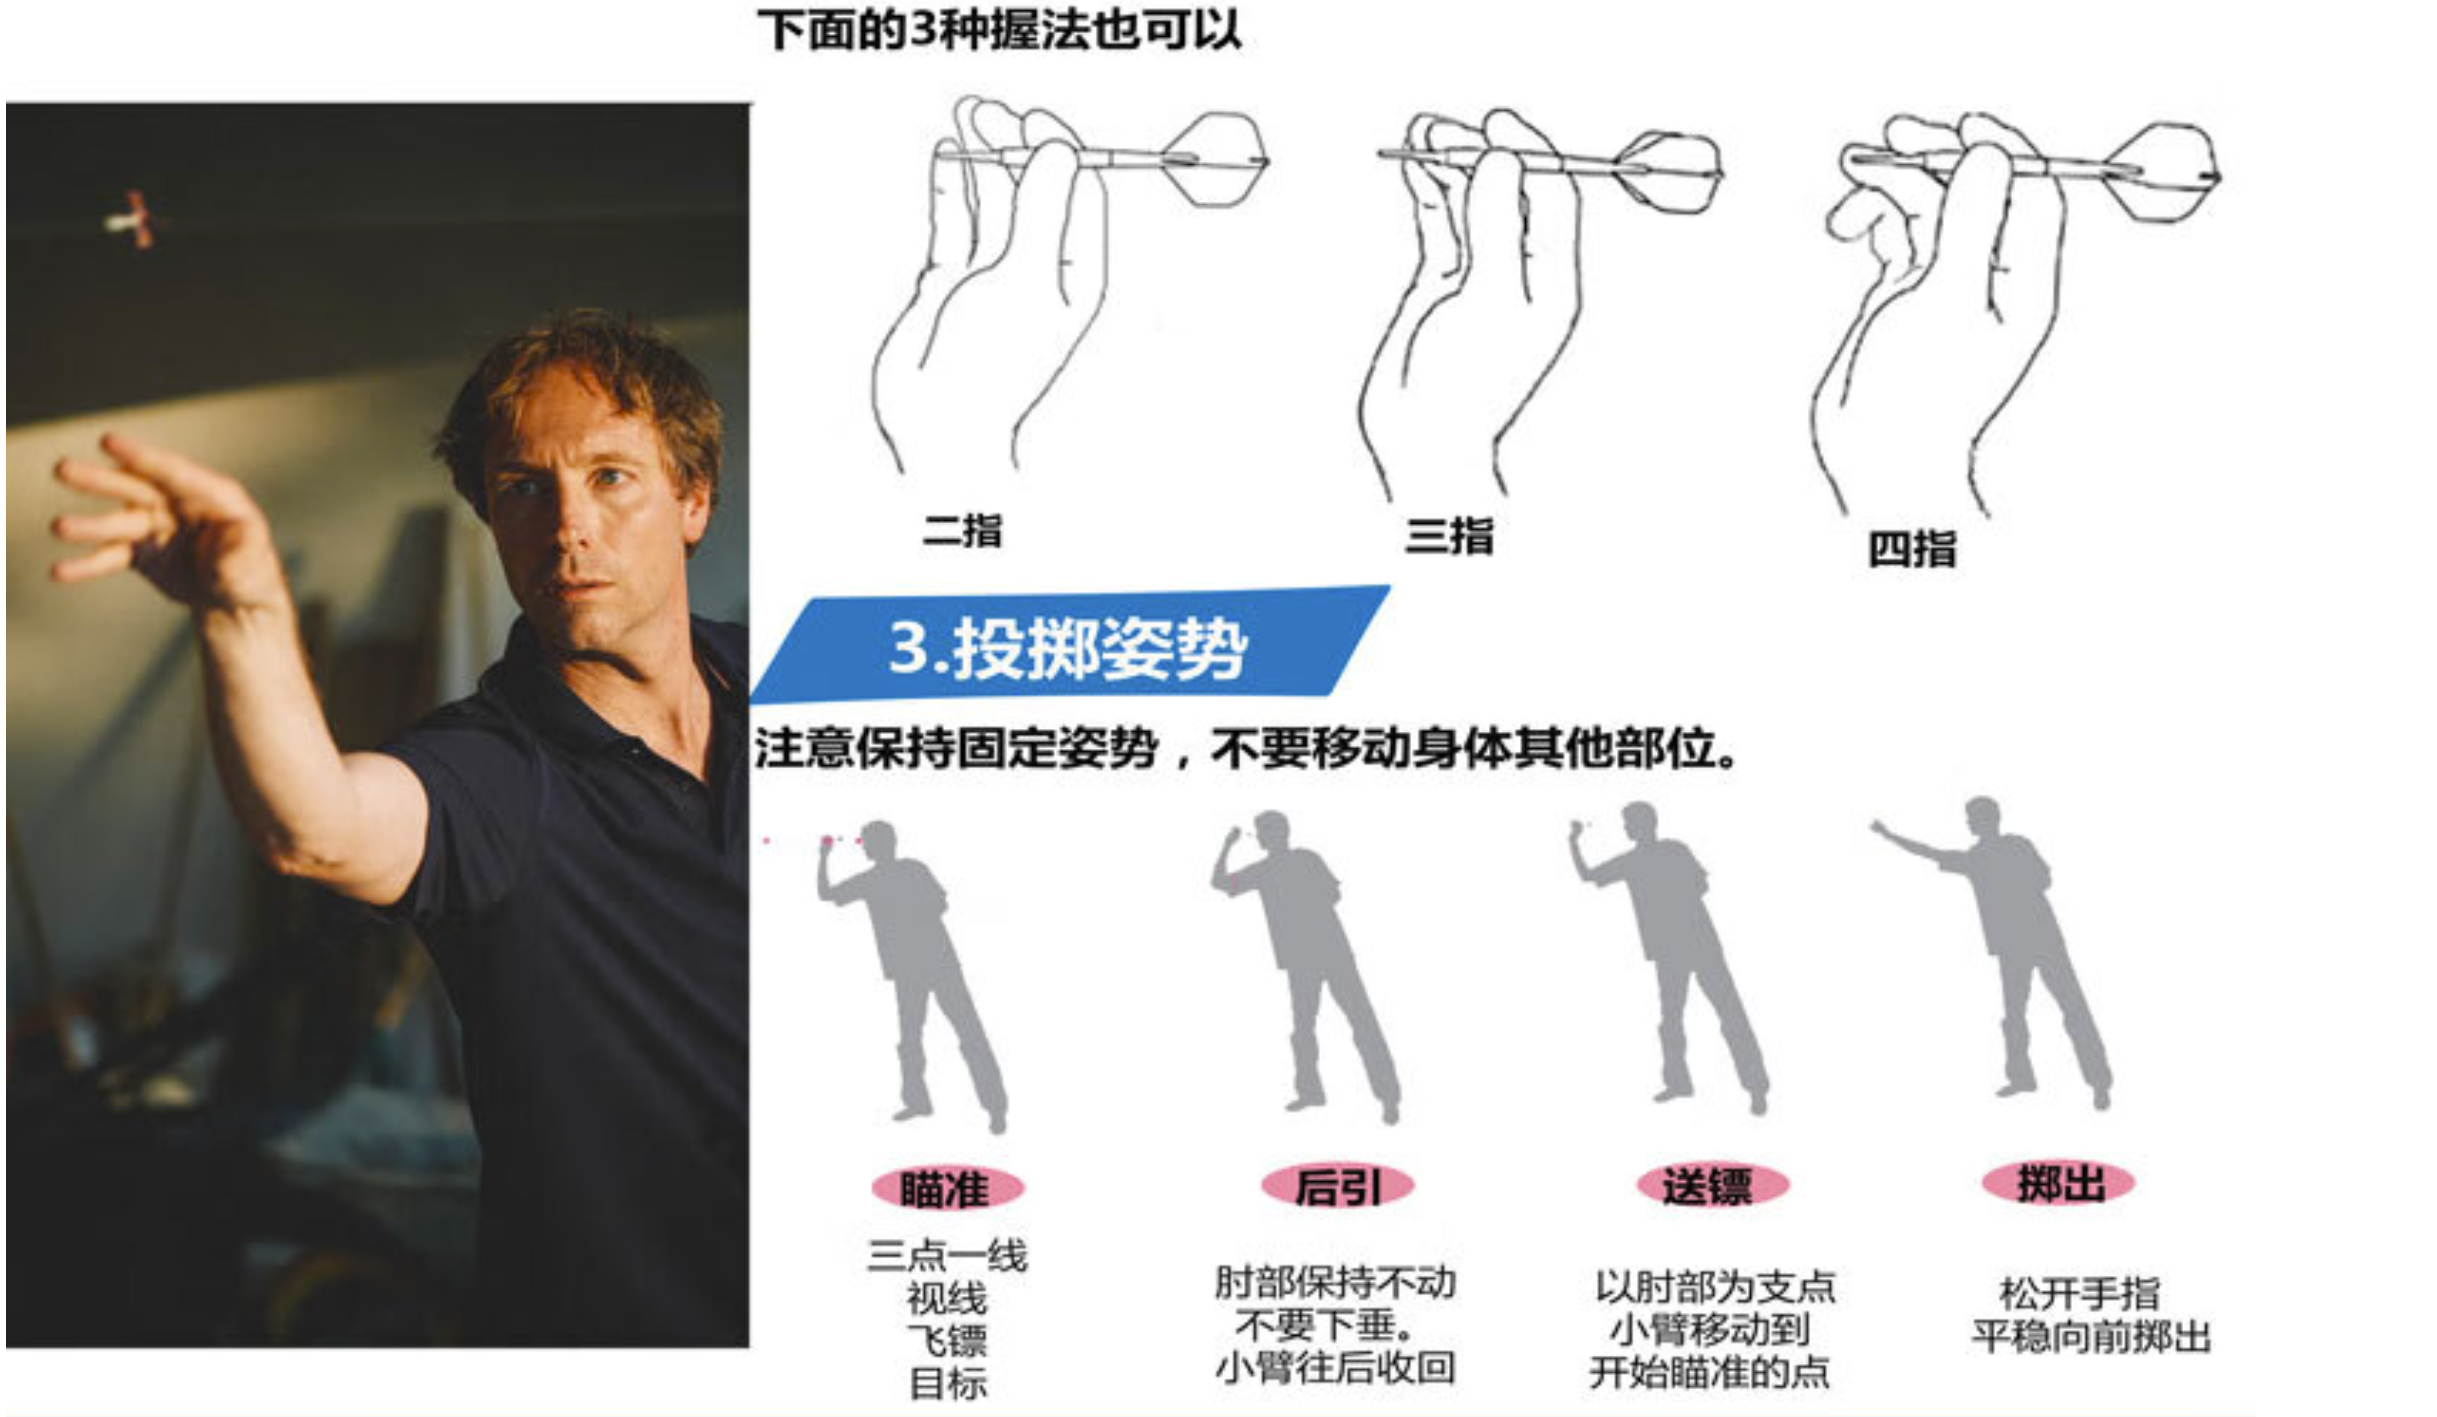 下面的3种握法也可以
二指
三指
四指
3.投掷姿势
注意保持固定姿势，不要移动身体其他部位。
瞄准
三点一线
视线
飞镖
目标
后引
肘部保持不动
不要下垂。
小臂往后收回
送镖
以肘部为支点
小臂移动到
开始瞄准的点
掷出
松开手指
平稳向前掷出